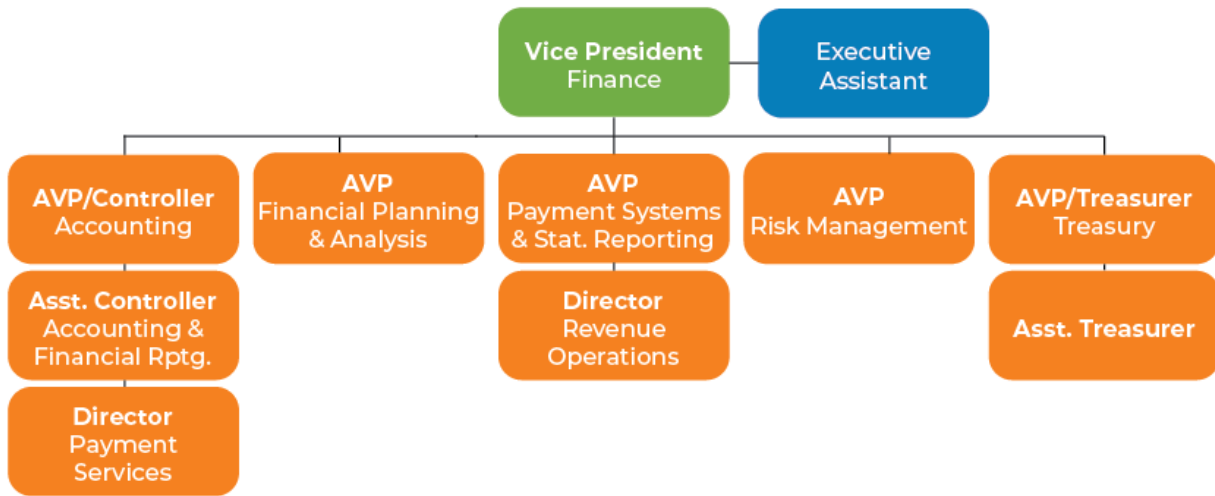 Vice President
Finance
Executive
Assistant
AVP/Controller
Accounting
AVP
Financial Planning
& Analysis
AVP
Payment Systems
& Stat. Reporting
AVP
Risk Management
AVP/Treasurer
Treasury
Asst. Controller
Accounting &
Financial Rptg.
Director
Revenue
Operations
Asst. Treasurer
Director
Payment
Services